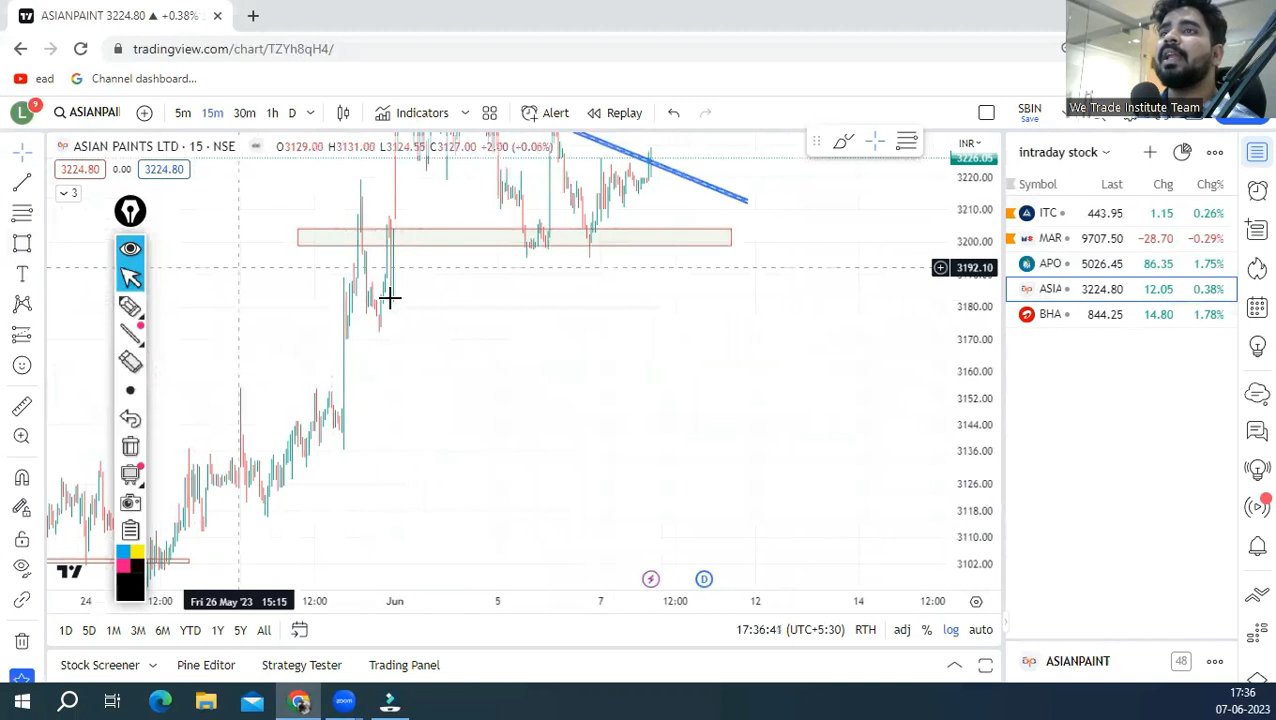 ASIANPAINT 3224.80 ▲ +0.38%
tradingview.com/chart/TZYh8qH4/
ead
Channel dashboard...
L 9
ASIANPAI
5m 15m 30m 1h D
Indicators
Alert
Replay
SBIN
Save
We Trade Institute Team
ASIAN PAINTS LTD · 15 · NSE
O3129.00 H3131.00 L3124.55 C3127.00 −2.00 (−0.06%)
3224.80 0.00 3224.80
3
INR
3226.05
3220.00
3210.00
3200.00
3192.10
3180.00
3170.00
3160.00
3152.00
3144.00
3136.00
3126.00
3118.00
3110.00
3102.00
intraday stock
Symbol Last Chg Chg%
ITC 443.95 1.15 0.26%
MAR 9707.50 −28.70 −0.29%
APO 5026.45 86.35 1.75%
ASIA 3224.80 12.05 0.38%
BHA 844.25 14.80 1.78%
24 12:00 Fri 26 May '23 15:15 12:00 Jun 5 7 12:00 12 14 12:00
1D 5D 1M 3M 6M YTD 1Y 5Y All
17:36:41 (UTC+5:30) RTH adj % log auto
Stock Screener Pine Editor Strategy Tester Trading Panel
ASIANPAINT 48
zoom
17:36
07-06-2023